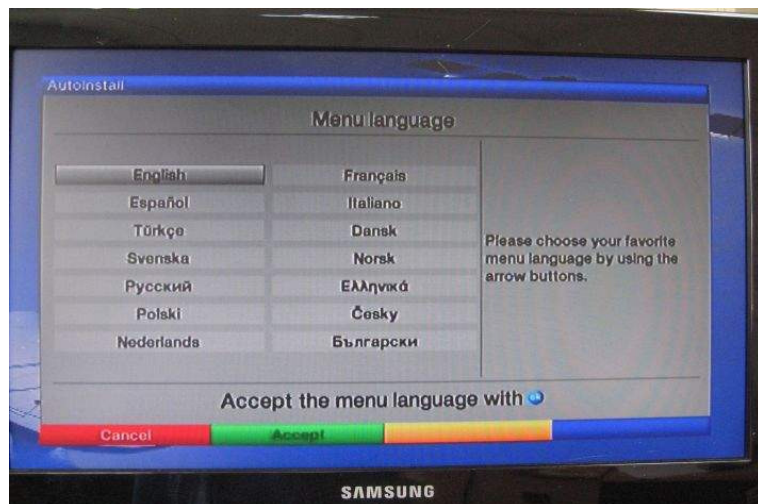 Autoinstall
Menu language
English
Français
Español
Italiano
Türkçe
Dansk
Svenska
Norsk
Русский
Ελληνικά
Polski
Česky
Nederlands
Български
Please choose your favorite
menu language by using the
arrow buttons.
Accept the menu language with ok
Cancel
Accept
SAMSUNG